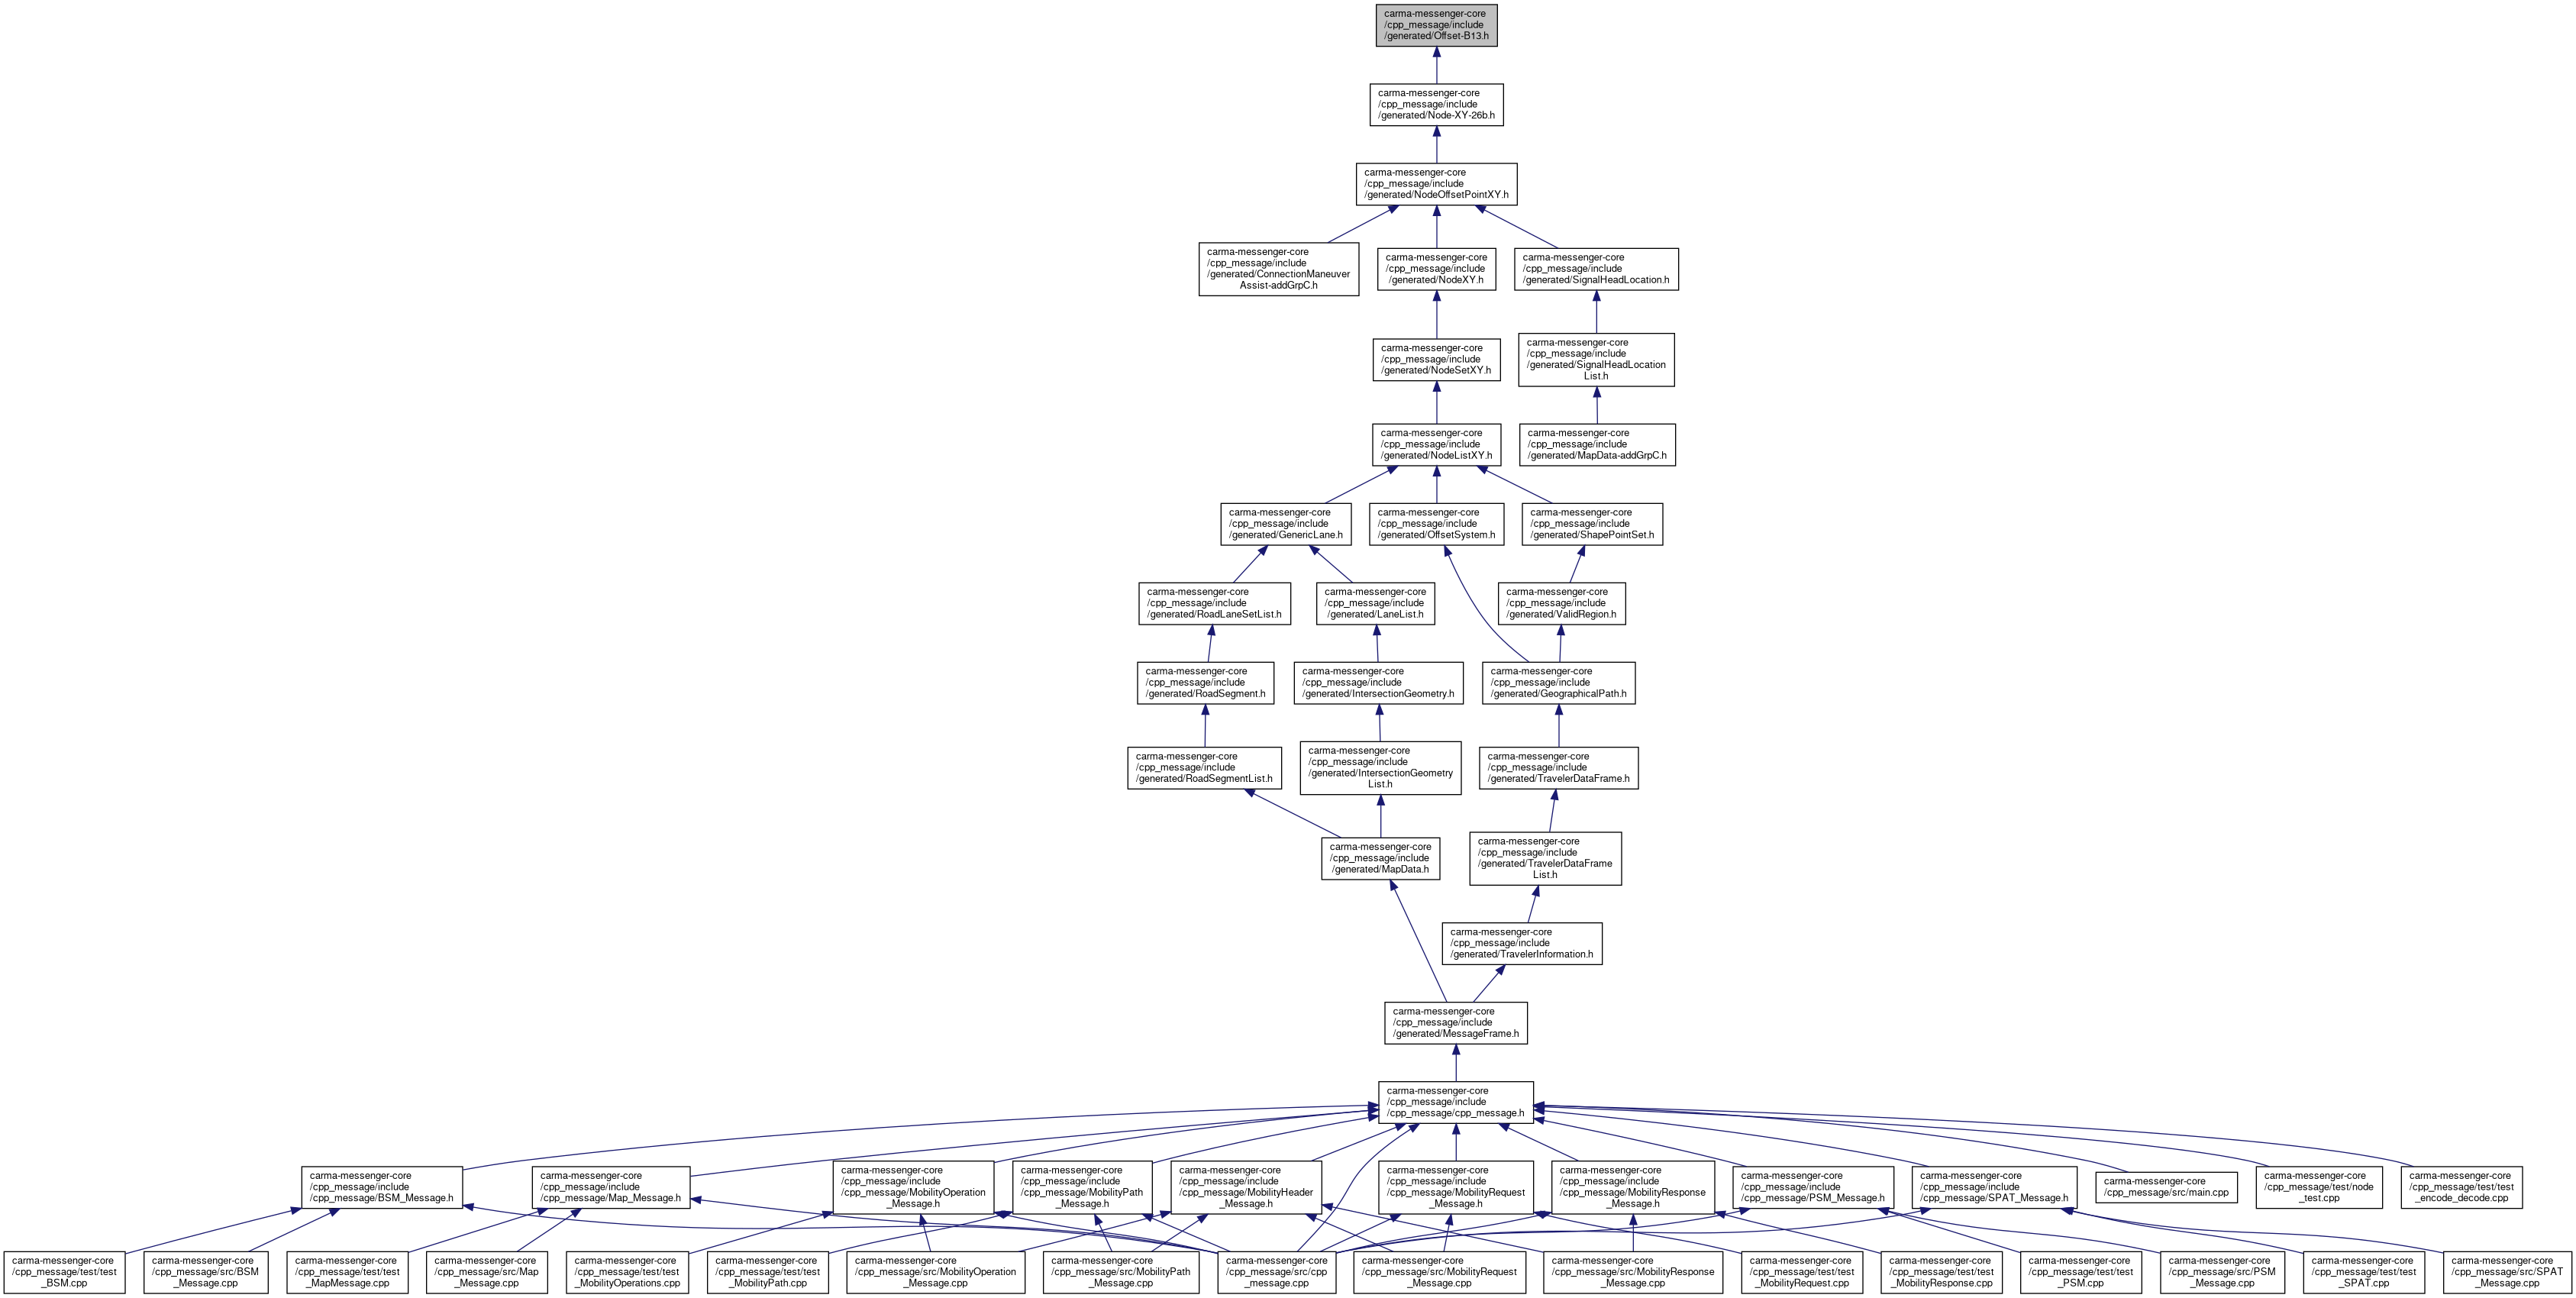 carma-messenger-core
/cpp_message/include
/generated/Offset-B13.h
carma-messenger-core
/cpp_message/include
/generated/Node-XY-26b.h
carma-messenger-core
/cpp_message/include
/generated/NodeOffsetPointXY.h
carma-messenger-core
/cpp_message/include
/generated/ConnectionManeuver
Assist-addGrpC.h
carma-messenger-core
/cpp_message/include
/generated/NodeXY.h
carma-messenger-core
/cpp_message/include
/generated/SignalHeadLocation.h
carma-messenger-core
/cpp_message/include
/generated/NodeSetXY.h
carma-messenger-core
/cpp_message/include
/generated/SignalHeadLocation
List.h
carma-messenger-core
/cpp_message/include
/generated/NodeListXY.h
carma-messenger-core
/cpp_message/include
/generated/MapData-addGrpC.h
carma-messenger-core
/cpp_message/include
/generated/GenericLane.h
carma-messenger-core
/cpp_message/include
/generated/OffsetSystem.h
carma-messenger-core
/cpp_message/include
/generated/ShapePointSet.h
carma-messenger-core
/cpp_message/include
/generated/RoadLaneSetList.h
carma-messenger-core
/cpp_message/include
/generated/LaneList.h
carma-messenger-core
/cpp_message/include
/generated/ValidRegion.h
carma-messenger-core
/cpp_message/include
/generated/RoadSegment.h
carma-messenger-core
/cpp_message/include
/generated/IntersectionGeometry.h
carma-messenger-core
/cpp_message/include
/generated/GeographicalPath.h
carma-messenger-core
/cpp_message/include
/generated/RoadSegmentList.h
carma-messenger-core
/cpp_message/include
/generated/IntersectionGeometry
List.h
carma-messenger-core
/cpp_message/include
/generated/TravelerDataFrame.h
carma-messenger-core
/cpp_message/include
/generated/MapData.h
carma-messenger-core
/cpp_message/include
/generated/TravelerDataFrame
List.h
carma-messenger-core
/cpp_message/include
/generated/TravelerInformation.h
carma-messenger-core
/cpp_message/include
/generated/MessageFrame.h
carma-messenger-core
/cpp_message/include
/cpp_message/cpp_message.h
carma-messenger-core
/cpp_message/include
/cpp_message/BSM_Message.h
carma-messenger-core
/cpp_message/include
/cpp_message/Map_Message.h
carma-messenger-core
/cpp_message/include
/cpp_message/MobilityOperation
_Message.h
carma-messenger-core
/cpp_message/include
/cpp_message/MobilityPath
_Message.h
carma-messenger-core
/cpp_message/include
/cpp_message/MobilityHeader
_Message.h
carma-messenger-core
/cpp_message/include
/cpp_message/MobilityRequest
_Message.h
carma-messenger-core
/cpp_message/include
/cpp_message/MobilityResponse
_Message.h
carma-messenger-core
/cpp_message/include
/cpp_message/PSM_Message.h
carma-messenger-core
/cpp_message/include
/cpp_message/SPAT_Message.h
carma-messenger-core
/cpp_message/src/main.cpp
carma-messenger-core
/cpp_message/test/node
_test.cpp
carma-messenger-core
/cpp_message/test/test
_encode_decode.cpp
carma-messenger-core
/cpp_message/test/test
_BSM.cpp
carma-messenger-core
/cpp_message/src/BSM
_Message.cpp
carma-messenger-core
/cpp_message/test/test
_MapMessage.cpp
carma-messenger-core
/cpp_message/src/Map
_Message.cpp
carma-messenger-core
/cpp_message/test/test
_MobilityOperations.cpp
carma-messenger-core
/cpp_message/test/test
_MobilityPath.cpp
carma-messenger-core
/cpp_message/src/MobilityOperation
_Message.cpp
carma-messenger-core
/cpp_message/src/MobilityPath
_Message.cpp
carma-messenger-core
/cpp_message/src/cpp
_message.cpp
carma-messenger-core
/cpp_message/src/MobilityRequest
_Message.cpp
carma-messenger-core
/cpp_message/src/MobilityResponse
_Message.cpp
carma-messenger-core
/cpp_message/test/test
_MobilityRequest.cpp
carma-messenger-core
/cpp_message/test/test
_MobilityResponse.cpp
carma-messenger-core
/cpp_message/test/test
_PSM.cpp
carma-messenger-core
/cpp_message/src/PSM
_Message.cpp
carma-messenger-core
/cpp_message/test/test
_SPAT.cpp
carma-messenger-core
/cpp_message/src/SPAT
_Message.cpp